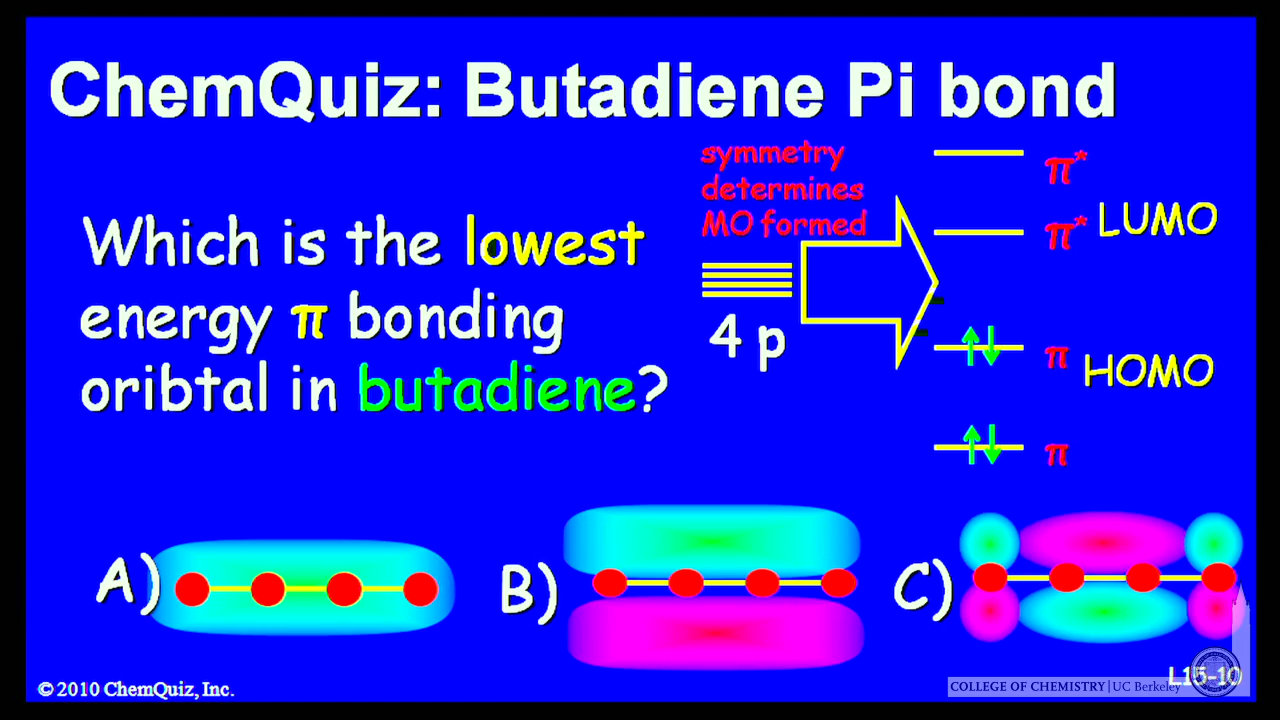 ChemQuiz: Butadiene Pi bond
symmetry
determines
MO formed
π*
π* LUMO
Which is the lowest
energy π bonding
oribtal in butadiene?
4 p
π HOMO
π
A)
B)
C)
© 2010 ChemQuiz, Inc.
L15-10
COLLEGE OF CHEMISTRY | UC Berkeley